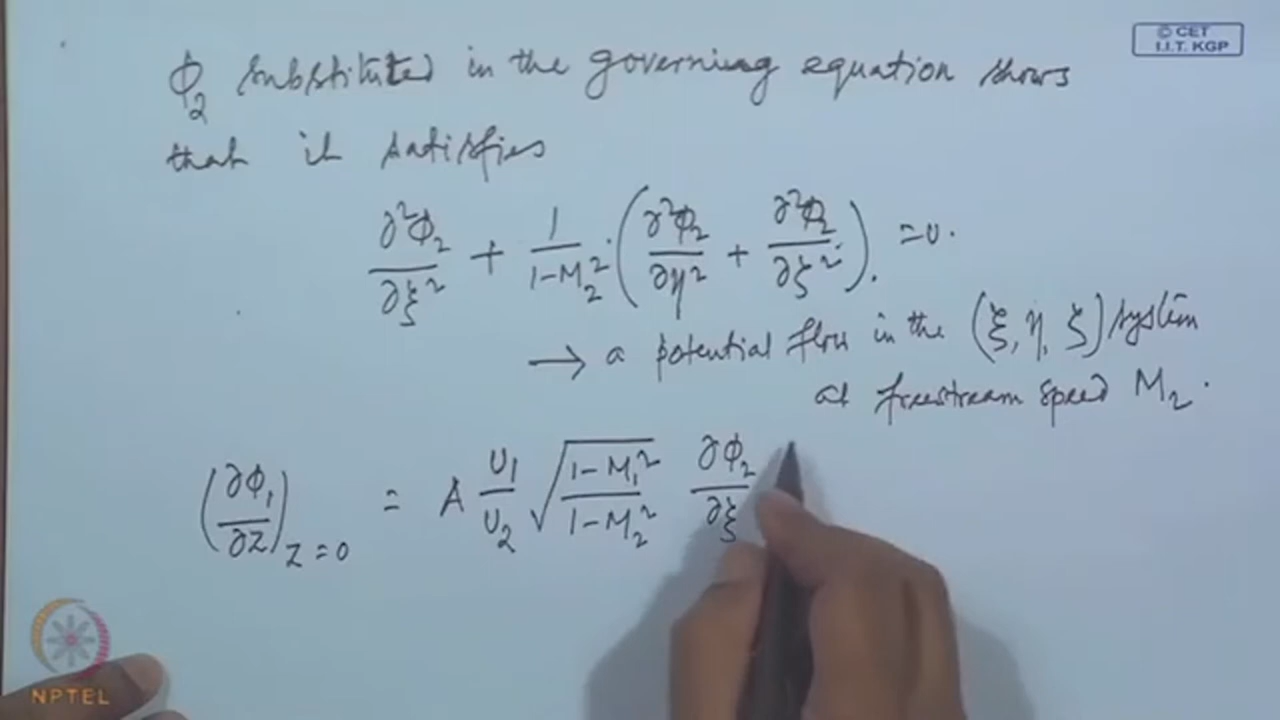 © CET
I.I.T. KGP
ϕ₂ substituted in the governing equation shows
that it satisfies
∂²ϕ₂/∂ξ² + 1/(1-M₂²) (∂²ϕ₂/∂η² + ∂²ϕ₂/∂ζ²) = 0.
→ a potential flow in the (ξ, η, ζ) system
at freestream speed M₂.
(∂ϕ₁/∂z)z=0 = A U₁/U₂ √((1-M₁²)/(1-M₂²)) ∂ϕ₂/∂ξ
NPTEL